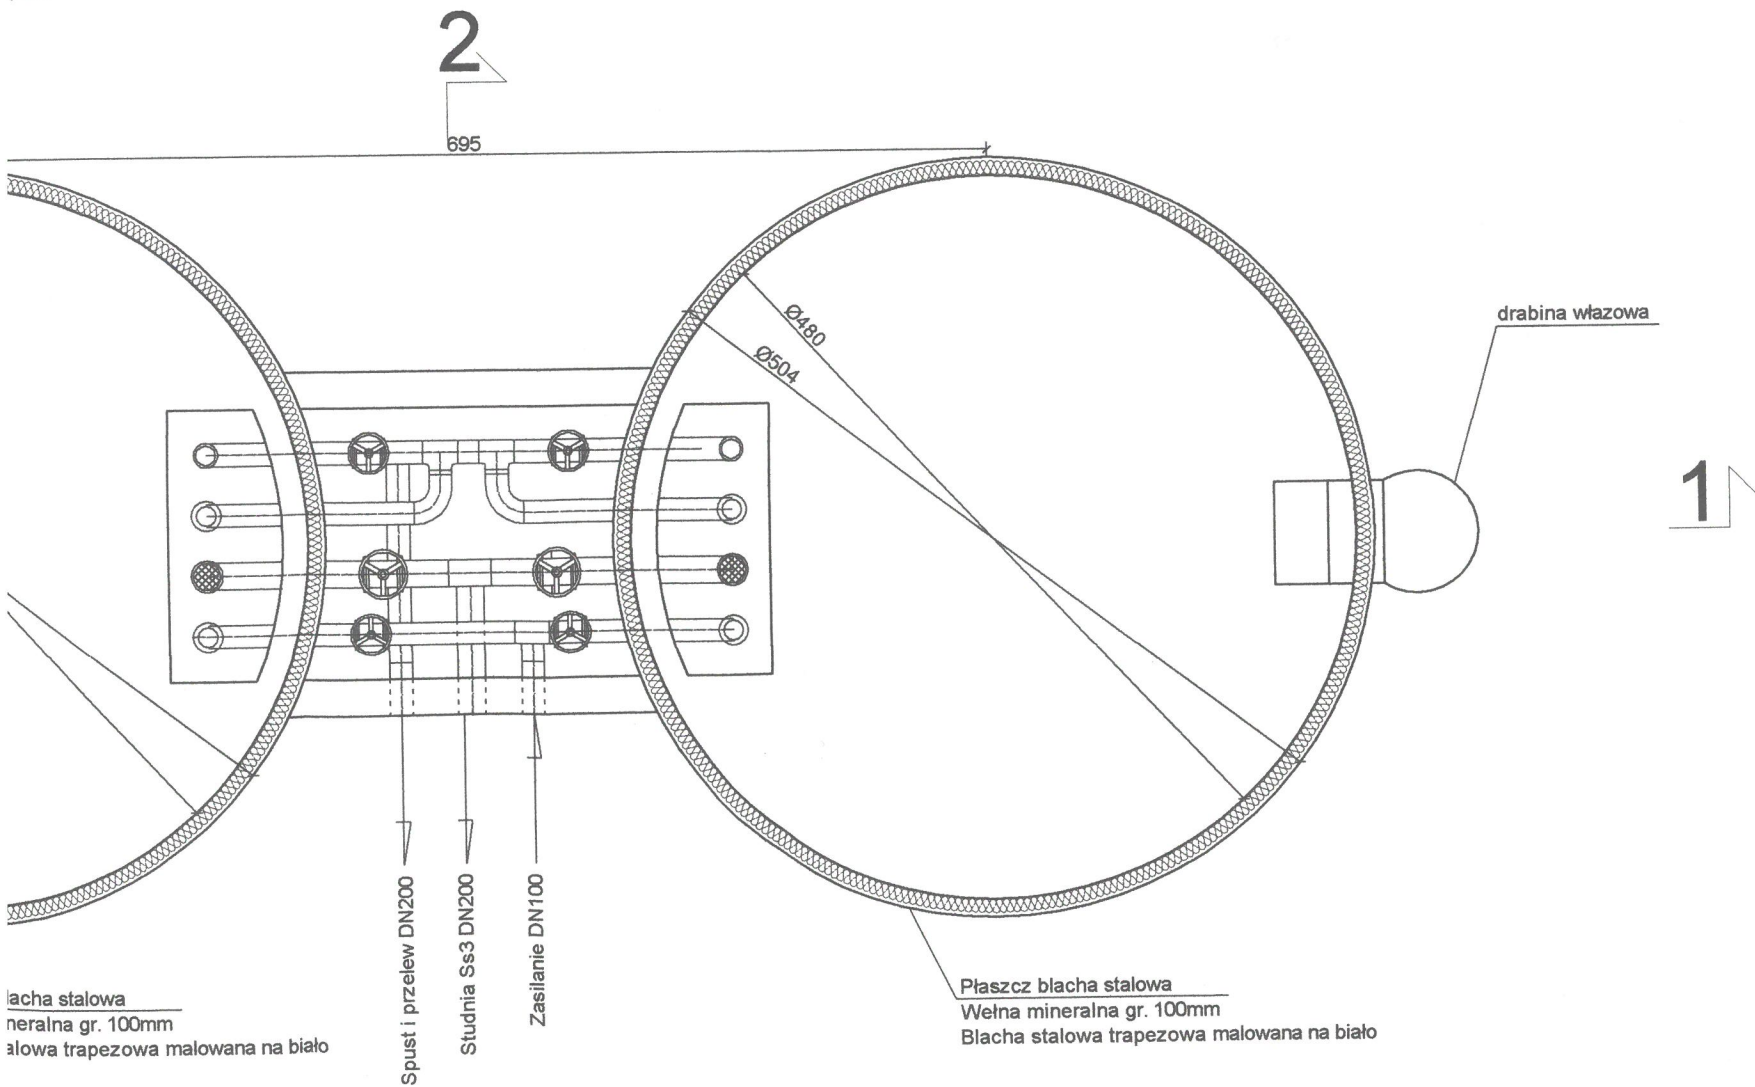 2
695
Ø480
Ø504
drabina włazowa
1
Spust i przelew DN200
Studnia Ss3 DN200
Zasilanie DN100
Płaszcz blacha stalowa
Wełna mineralna gr. 100mm
Blacha stalowa trapezowa malowana na biało
lacha stalowa
neralna gr. 100mm
alowa trapezowa malowana na biało